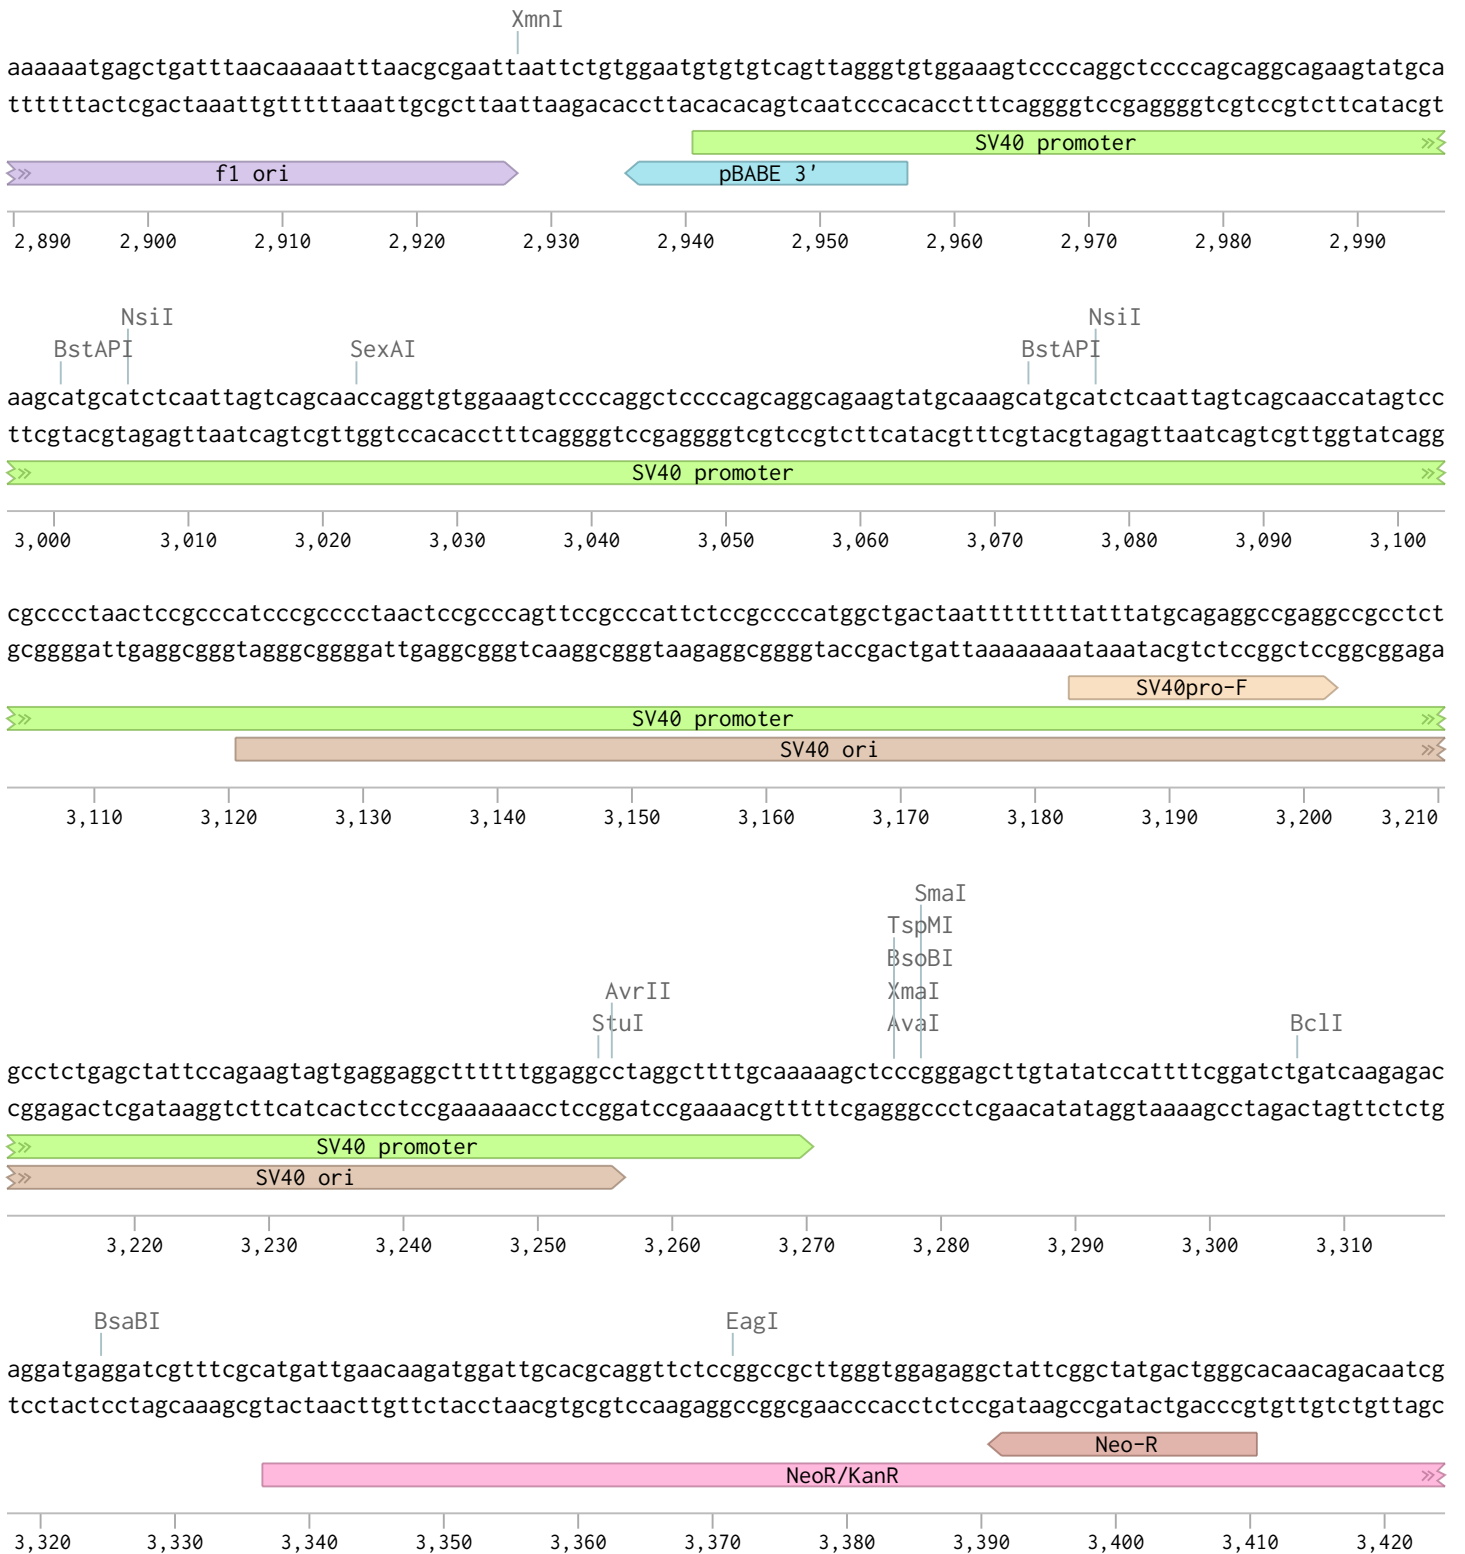 XmnI
aaaaaatgagctgatttaacaaaaatttaacgcgaattaattctgtggaatgtgtgtcagttagggtgtggaaagtccccaggctccccagcaggcagaagtatgca
ttttttactcgactaaattgtttttaaattgcgcttaattaagacaccttacacacagtcaatcccacacctttcaggggtccgaggggtcgtccgtcttcatacgt
SV40 promoter
f1 ori
pBABE 3'
2,890 2,900 2,910 2,920 2,930 2,940 2,950 2,960 2,970 2,980 2,990
NsiI NsiI
BstAPI SexAI BstAPI
aagcatgcatctcaattagtcagcaaccaggtgtggaaagtccccaggctccccagcaggcagaagtatgcaaagcatgcatctcaattagtcagcaaccatagtcc
ttcgtacgtagagttaatcagtcgttggtccacacctttcaggggtccgaggggtcgtccgtcttcatacgtttcgtacgtagagttaatcagtcgttggtatcagg
SV40 promoter
3,000 3,010 3,020 3,030 3,040 3,050 3,060 3,070 3,080 3,090 3,100
cgcccctaactccgcccatcccgcccctaactccgcccagttccgcccattctccgccccatggctgactaattttttttatttatgcagaggccgaggccgcctct
gcggggattgaggcgggtagggcggggattgaggcgggtcaaggcgggtaagaggcggggtaccgactgattaaaaaaaataaatacgtctccggctccggcggaga
SV40pro-F
SV40 promoter
SV40 ori
3,110 3,120 3,130 3,140 3,150 3,160 3,170 3,180 3,190 3,200 3,210
SmaI
TspMI
BsoBI
AvrII XmaI
StuI AvaI BclI
gcctctgagctattccagaagtagtgaggaggcttttttggaggcctaggcttttgcaaaaagctcccgggagcttgtatatccattttcggatctgatcaagagac
cggagactcgataaggtcttcatcactcctccgaaaaaacctccggatccgaaaacgtttttcgagggccctcgaacatataggtaaaagcctagactagttctctg
SV40 promoter
SV40 ori
3,220 3,230 3,240 3,250 3,260 3,270 3,280 3,290 3,300 3,310
BsaBI EagI
aggatgaggatcgtttcgcatgattgaacaagatggattgcacgcaggttctccggccgcttgggtggagaggctattcggctatgactgggcacaacagacaatcg
tcctactcctagcaaagcgtactaacttgttctacctaacgtgcgtccaagaggccggcgaacccacctctccgataagccgatactgacccgtgttgtctgttagc
Neo-R
NeoR/KanR
3,320 3,330 3,340 3,350 3,360 3,370 3,380 3,390 3,400 3,410 3,420